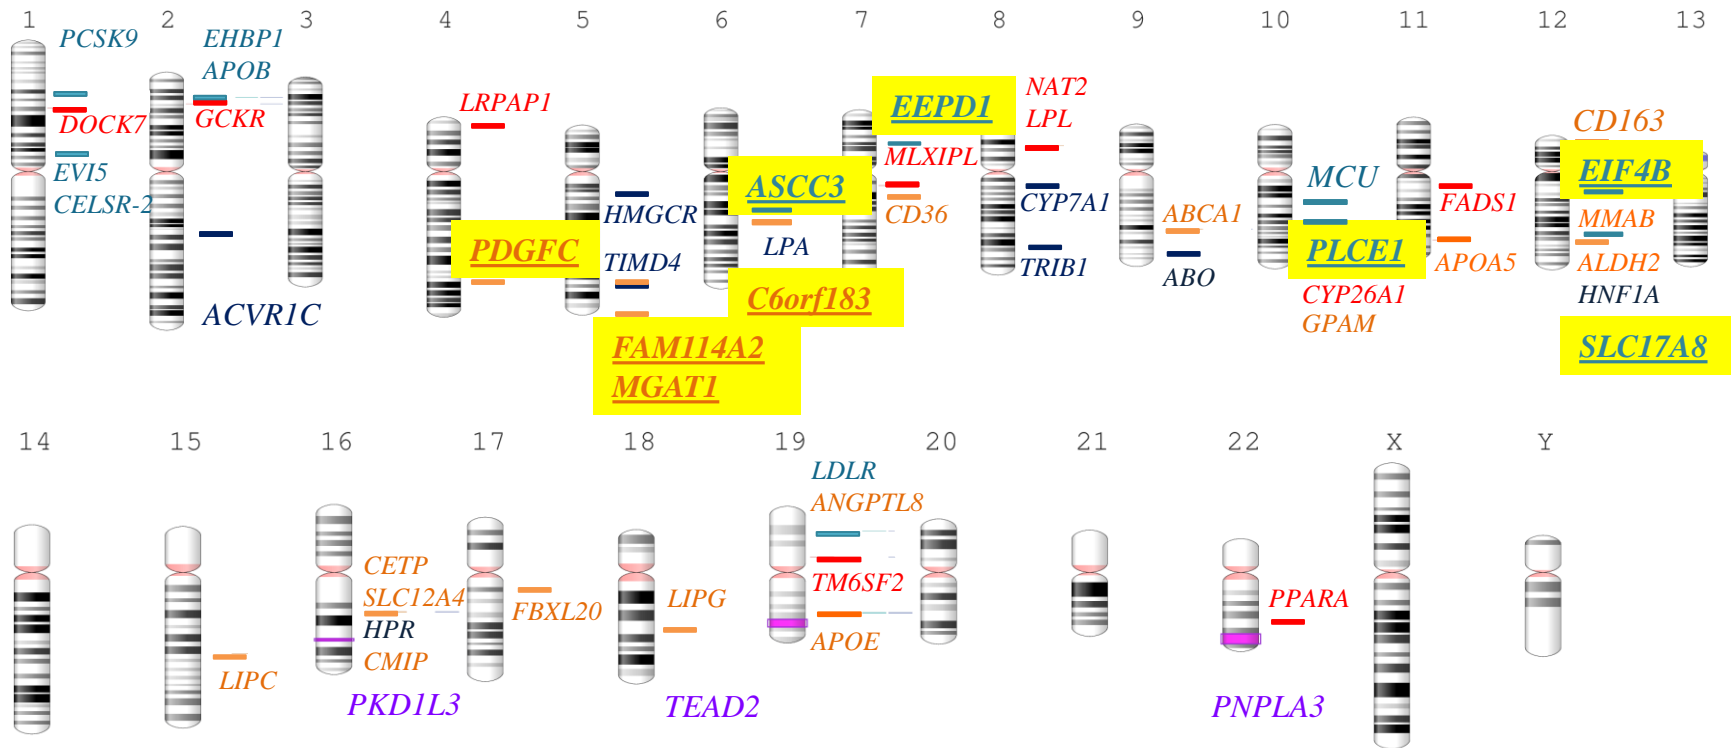 1 2 3 4 5 6 7 8 9 10 11 12 13
PCSK9
DOCK7
EVI5
CELSR-2
EHBP1
APOB
GCKR
ACVR1C
LRPAP1
PDGFC
HMGCR
TIMD4
FAM114A2
MGAT1
ASCC3
LPA
C6orf183
EEPD1
MLXIPL
CD36
NAT2
LPL
CYP7A1
TRIB1
ABCA1
ABO
MCU
PLCE1
CYP26A1
GPAM
FADS1
APOA5
CD163
EIF4B
MMAB
ALDH2
HNF1A
SLC17A8
14 15 16 17 18 19 20 21 22 X Y
LIPC
CETP
SLC12A4
HPR
CMIP
PKD1L3
FBXL20
LIPG
TEAD2
LDLR
ANGPTL8
TM6SF2
APOE
PPARA
PNPLA3